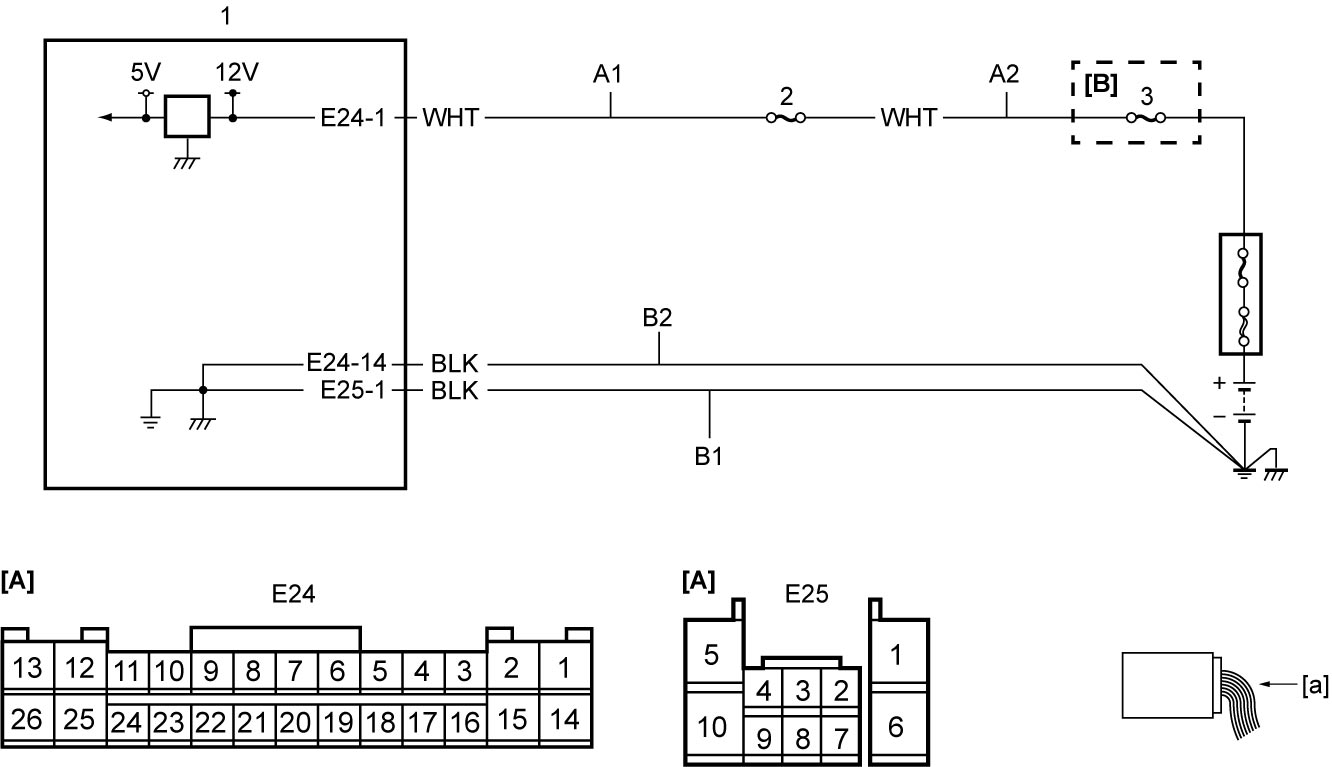 1
5V 12V
E24-1 WHT A1 2 WHT A2 [B] 3
E24-14 BLK B2
E25-1 BLK B1
+
−
[A] E24
13 12 11 10 9 8 7 6 5 4 3 2 1
26 25 24 23 22 21 20 19 18 17 16 15 14
[A] E25
5 4 3 2 1
10 9 8 7 6
[a]